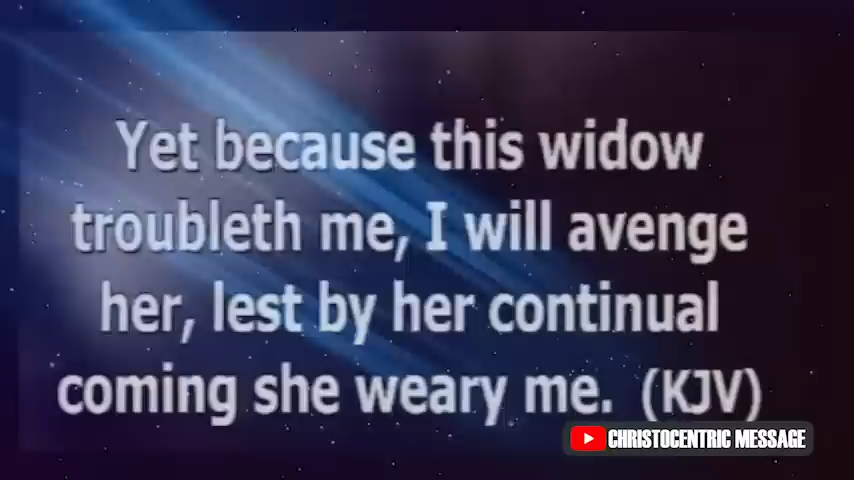 Yet because this widow
troubleth me, I will avenge
her, lest by her continual
coming she weary me. (KJV)
CHRISTOCENTRIC MESSAGE